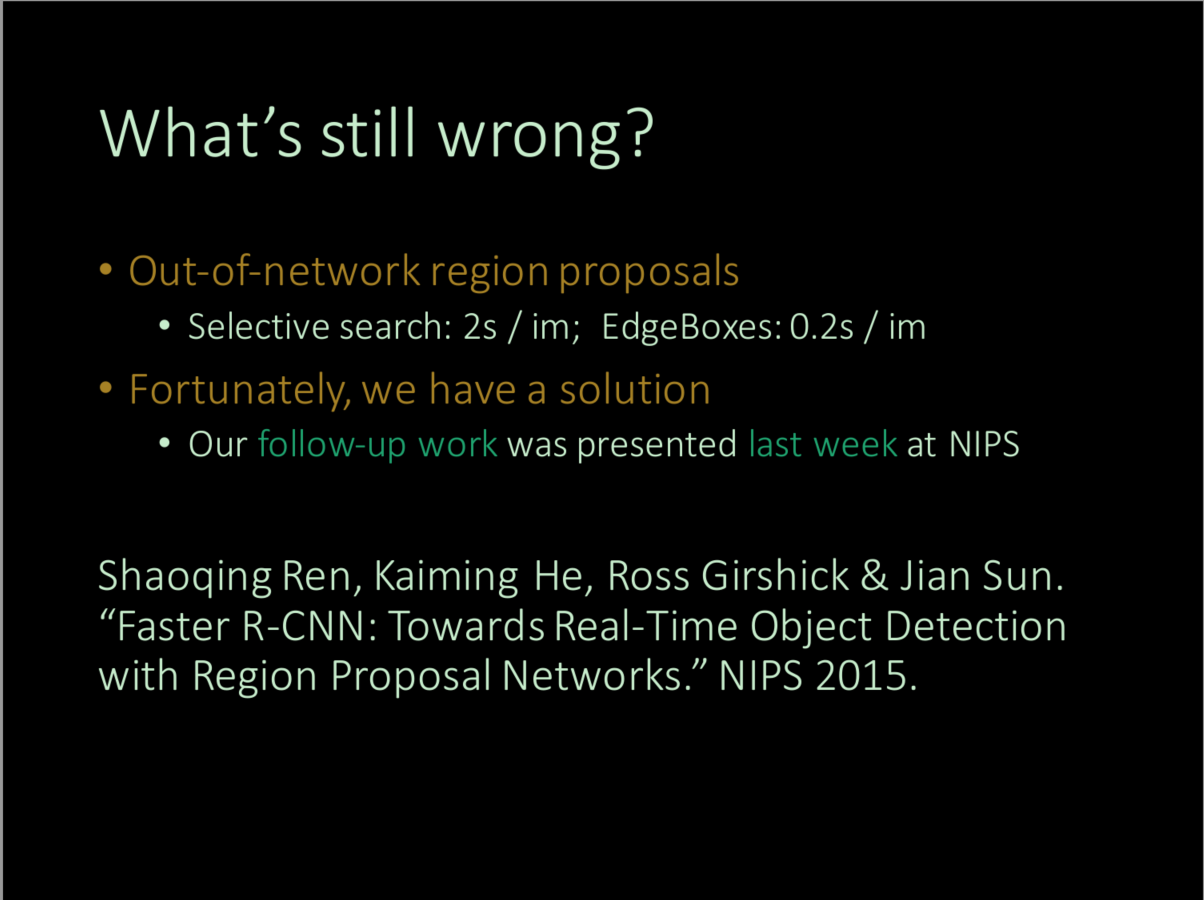 What’s still wrong?
• Out-of-network region proposals
• Selective search: 2s / im; EdgeBoxes: 0.2s / im
• Fortunately, we have a solution
• Our follow-up work was presented last week at NIPS
Shaoqing Ren, Kaiming He, Ross Girshick & Jian Sun.
“Faster R-CNN: Towards Real-Time Object Detection
with Region Proposal Networks.” NIPS 2015.